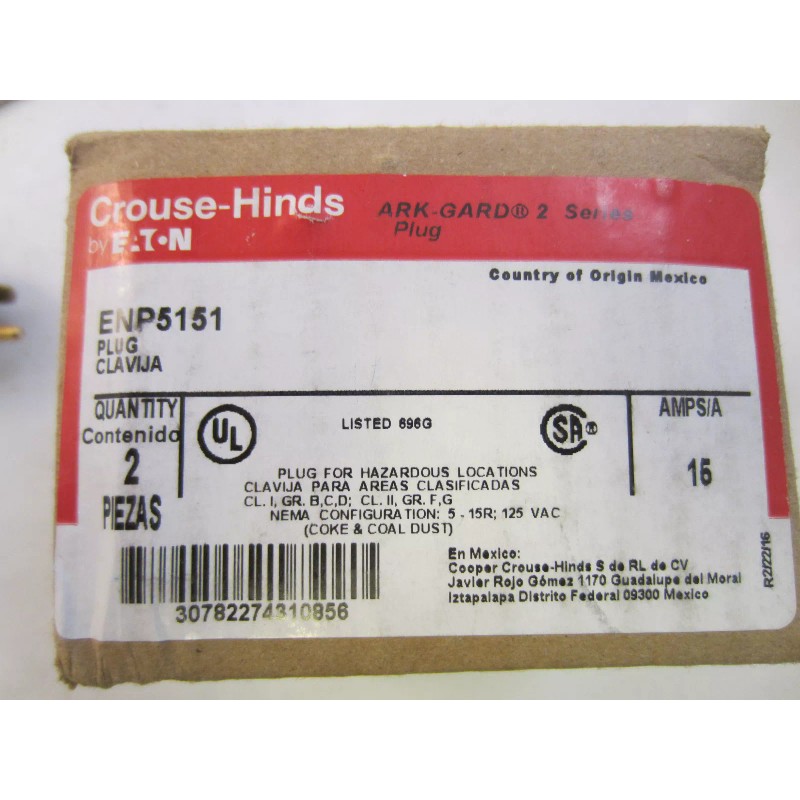 Crouse-Hinds
by EATON
ARK-GARD® 2 Series
Plug
Country of Origin Mexico
ENP5151
PLUG
CLAVIJA
QUANTITY
Contenido
2
PIEZAS
UL
LISTED 696G
SA®
AMPS/A
15
PLUG FOR HAZARDOUS LOCATIONS
CLAVIJA PARA AREAS CLASIFICADAS
CL. I, GR. B,C,D; CL. II, GR. F,G
NEMA CONFIGURATION: 5 - 15R; 125 VAC
(COKE & COAL DUST)
30782274310856
En Mexico:
Cooper Crouse-Hinds S de RL de CV
Javier Rojo Gómez 1170 Guadalupe del Moral
Iztapalapa Distrito Federal 09300 Mexico
R2/22/16